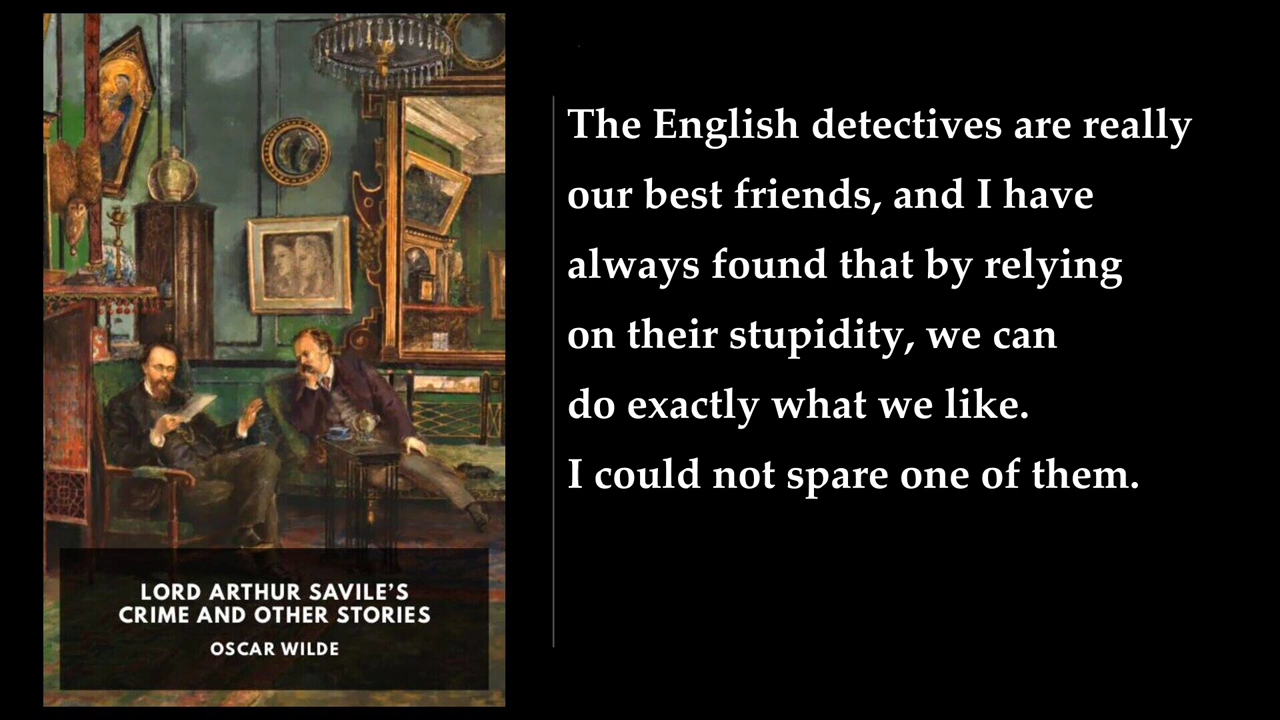 The English detectives are really
our best friends, and I have
always found that by relying
on their stupidity, we can
do exactly what we like.
I could not spare one of them.
LORD ARTHUR SAVILE’S
CRIME AND OTHER STORIES
OSCAR WILDE